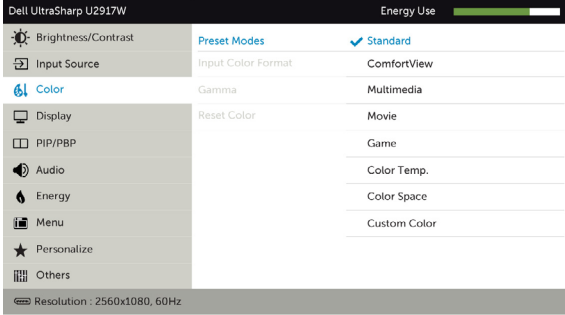 Dell UltraSharp U2917W
Energy Use
Brightness/Contrast
Input Source
Color
Display
PIP/PBP
Audio
Energy
Menu
Personalize
Others
Preset Modes
Input Color Format
Gamma
Reset Color
Standard
ComfortView
Multimedia
Movie
Game
Color Temp.
Color Space
Custom Color
Resolution : 2560x1080, 60Hz